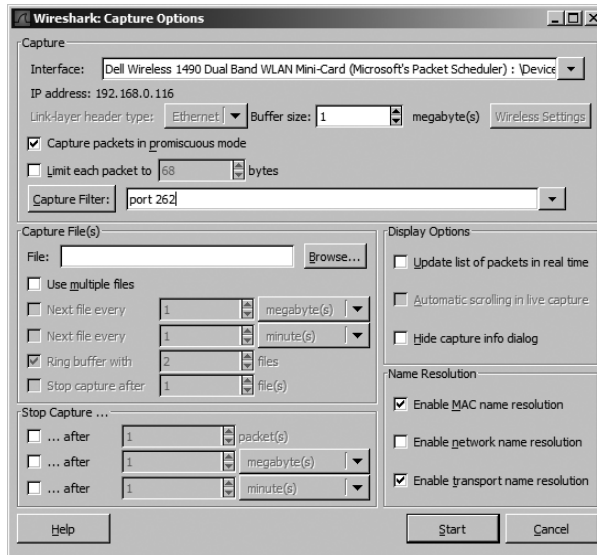 Wireshark: Capture Options
Capture
Interface: Dell Wireless 1490 Dual Band WLAN Mini-Card (Microsoft's Packet Scheduler) : \Device
IP address: 192.168.0.116
Link-layer header type: Ethernet Buffer size: 1 megabyte(s) Wireless Settings
Capture packets in promiscuous mode
Limit each packet to 68 bytes
Capture Filter: port 262
Capture File(s)
File: Browse...
Use multiple files
Next file every 1 megabyte(s)
Next file every 1 minute(s)
Ring buffer with 2 files
Stop capture after 1 file(s)
Stop Capture ...
... after 1 packet(s)
... after 1 megabyte(s)
... after 1 minute(s)
Display Options
Update list of packets in real time
Automatic scrolling in live capture
Hide capture info dialog
Name Resolution
Enable MAC name resolution
Enable network name resolution
Enable transport name resolution
Help Start Cancel